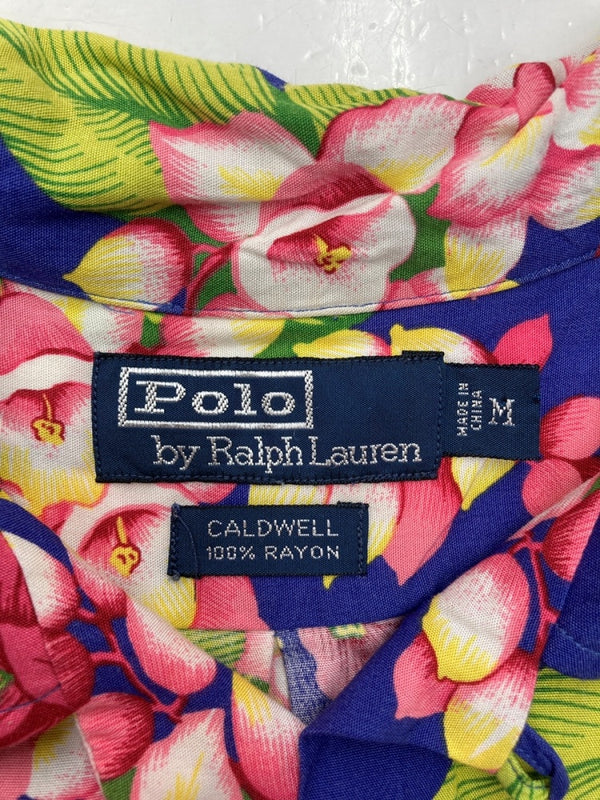 Polo
by Ralph Lauren
MADE IN
CHINA
M
CALDWELL
100% RAYON